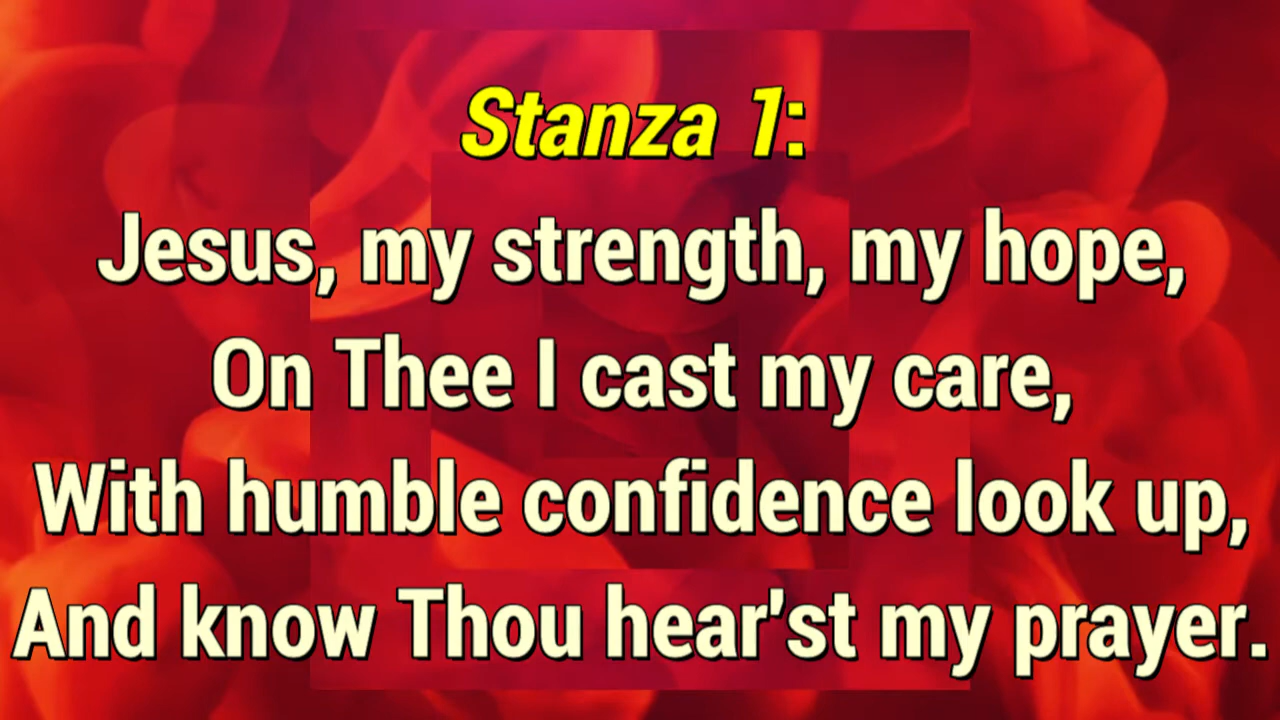 Stanza 1:
Jesus, my strength, my hope,
On Thee I cast my care,
With humble confidence look up,
And know Thou hear'st my prayer.